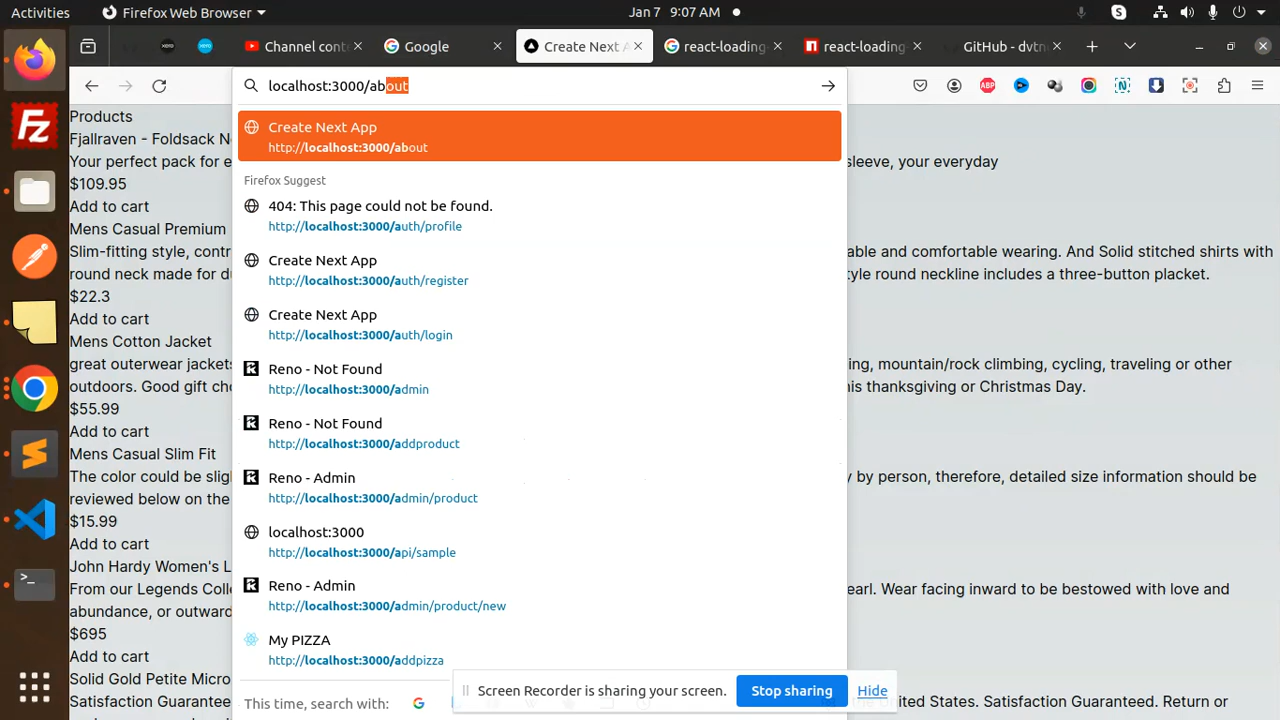 Activities
Firefox Web Browser
Jan 7 9:07 AM
Channel cont
Google
Create Next A
react-loading-
react-loading-
GitHub - dvtn
localhost:3000/about
Products
Create Next App
http://localhost:3000/about
Fjallraven - Foldsack N
Your perfect pack for e
sleeve, your everyday
$109.95
Firefox Suggest
Add to cart
404: This page could not be found.
http://localhost:3000/auth/profile
Mens Casual Premium
Slim-fitting style, contr
able and comfortable wearing. And Solid stitched shirts with
Create Next App
http://localhost:3000/auth/register
round neck made for du
tyle round neckline includes a three-button placket.
$22.3
Add to cart
Create Next App
http://localhost:3000/auth/login
Mens Cotton Jacket
great outerwear jackets
ing, mountain/rock climbing, cycling, traveling or other
Reno - Not Found
http://localhost:3000/admin
outdoors. Good gift cho
his thanksgiving or Christmas Day.
$55.99
Add to cart
Reno - Not Found
http://localhost:3000/addproduct
Mens Casual Slim Fit
The color could be sligh
y by person, therefore, detailed size information should be
Reno - Admin
http://localhost:3000/admin/product
reviewed below on the
$15.99
Add to cart
localhost:3000
http://localhost:3000/api/sample
John Hardy Women's L
From our Legends Colle
earl. Wear facing inward to be bestowed with love and
Reno - Admin
http://localhost:3000/admin/product/new
abundance, or outward
$695
Add to cart
My PIZZA
http://localhost:3000/addpizza
Solid Gold Petite Micro
Satisfaction Guarantee
the United States. Satisfaction Guaranteed. Return or
This time, search with:
Screen Recorder is sharing your screen.
Stop sharing
Hide